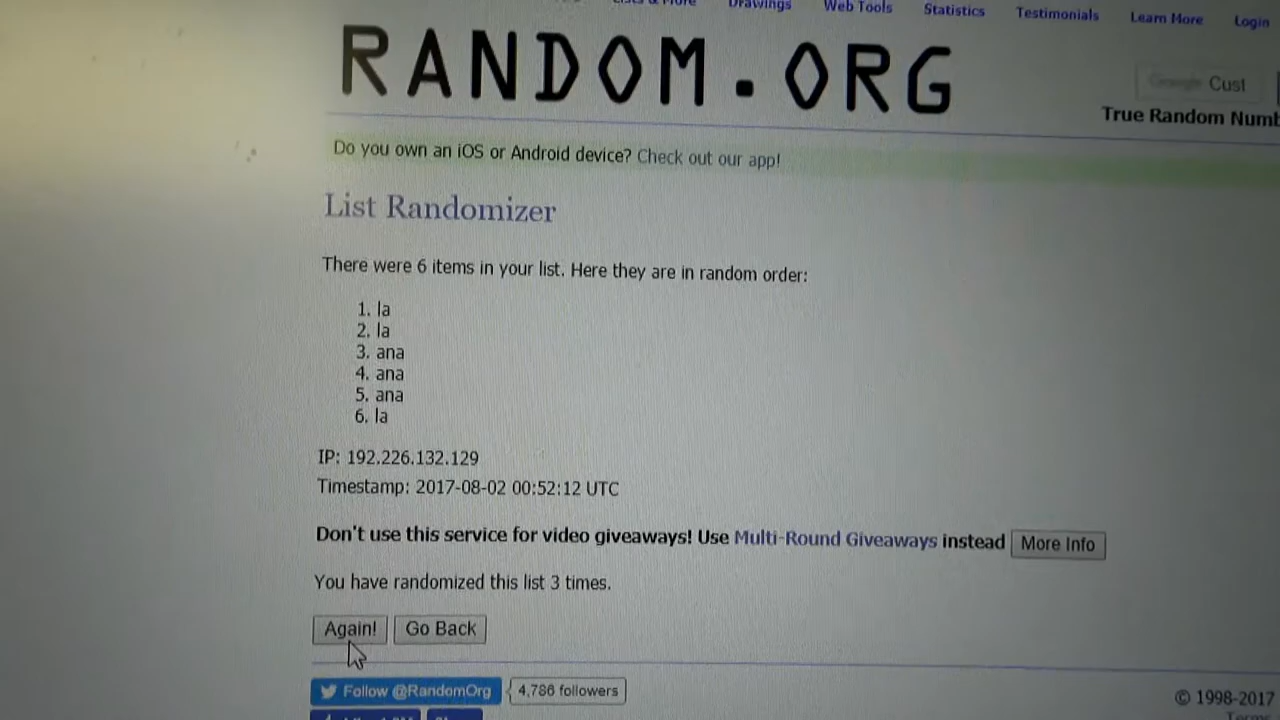 Lists & More Drawings Web Tools Statistics Testimonials Learn More Login
RANDOM.ORG
Google Cust
True Random Numb
Do you own an iOS or Android device? Check out our app!
List Randomizer
There were 6 items in your list. Here they are in random order:
1. la
2. la
3. ana
4. ana
5. ana
6. la
IP: 192.226.132.129
Timestamp: 2017-08-02 00:52:12 UTC
Don't use this service for video giveaways! Use Multi-Round Giveaways instead More Info
You have randomized this list 3 times.
Again! Go Back
Follow @RandomOrg 4,786 followers
© 1998-2017
Terms